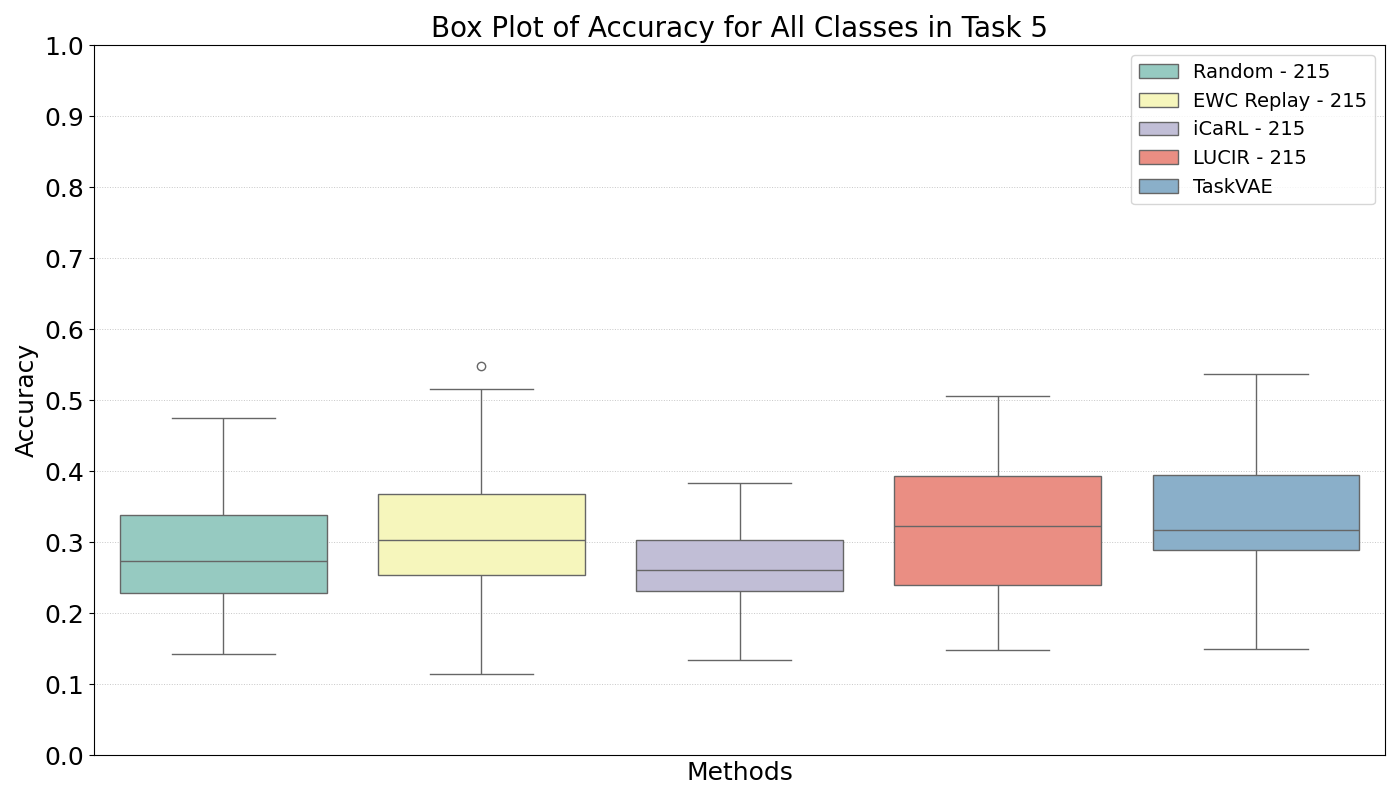 Box Plot of Accuracy for All Classes in Task 5
1.0
0.9
0.8
0.7
0.6
0.5
0.4
0.3
0.2
0.1
0.0
Accuracy
Methods
Random - 215
EWC Replay - 215
iCaRL - 215
LUCIR - 215
TaskVAE